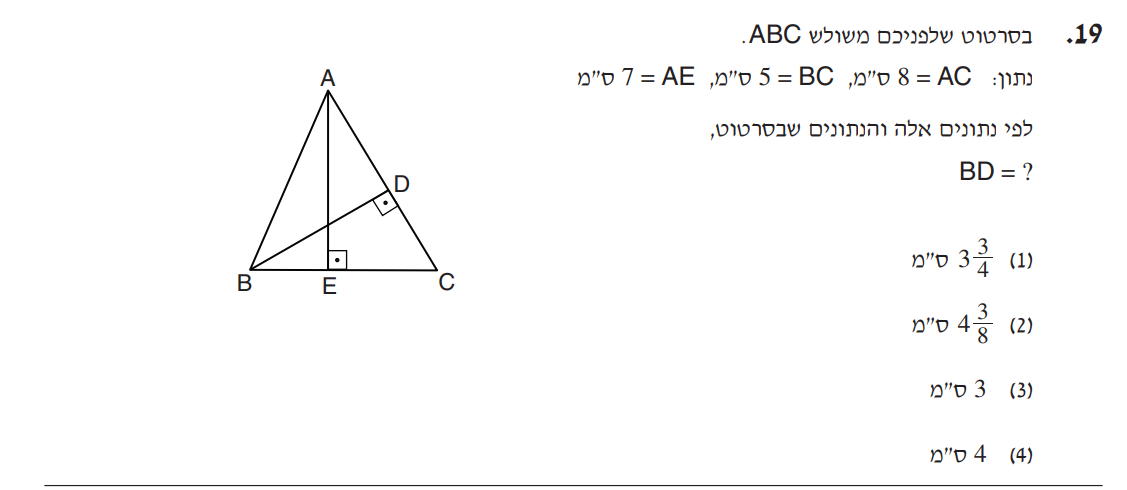 19. בסרטוט שלפניכם משולש ABC.
נתון: AC = 8 ס"מ, BC = 5 ס"מ, AE = 7 ס"מ
לפי נתונים אלה והנתונים שבסרטוט,
BD = ?
(1) 3 3/4 ס"מ
(2) 4 3/8 ס"מ
(3) 3 ס"מ
(4) 4 ס"מ
A
D
B
E
C